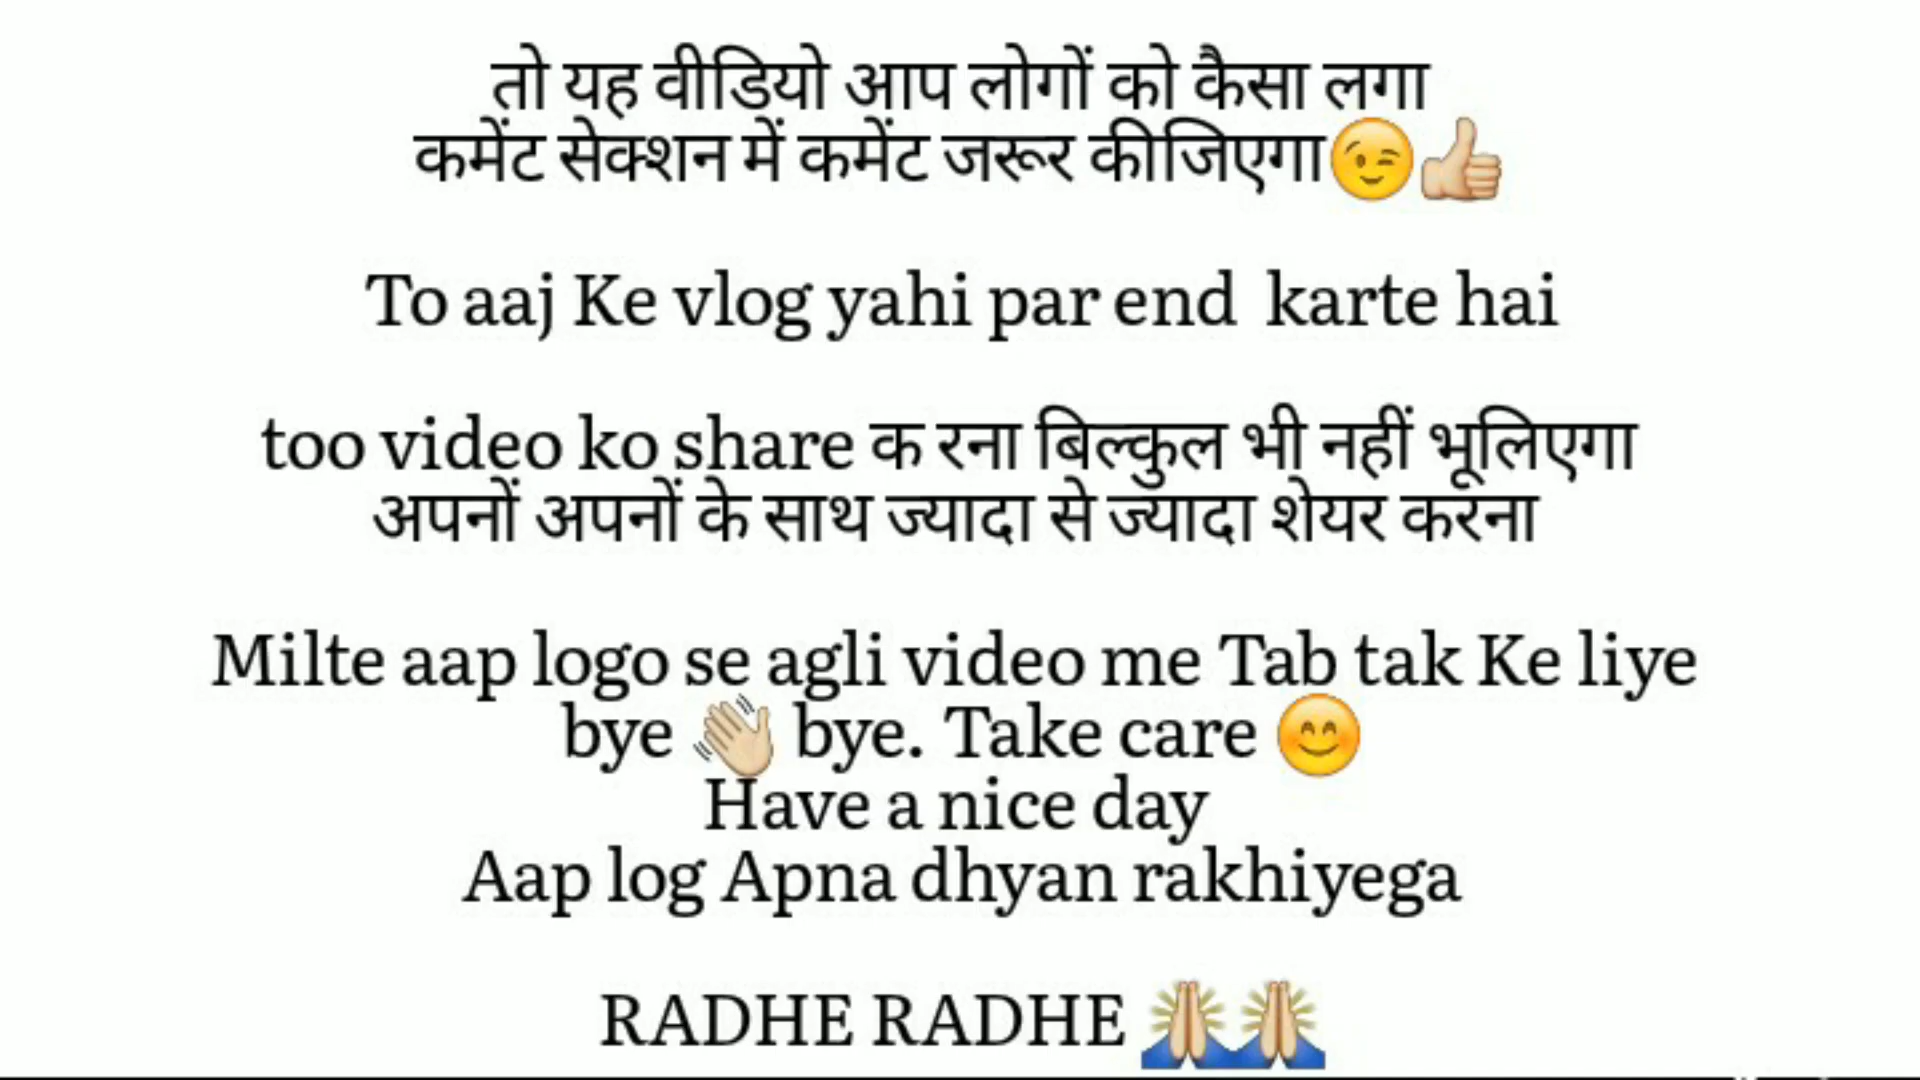 तो यह वीडियो आप लोगों को कैसा लगा
कमेंट सेक्शन में कमेंट जरूर कीजिएगा😉👍🏼
To aaj Ke vlog yahi par end  karte hai
too video ko share क रना बिल्कुल भी नहीं भूलिएगा
अपनों अपनों के साथ ज्यादा से ज्यादा शेयर करना
Milte aap logo se agli video me Tab tak Ke liye
bye 👋🏼 bye. Take care 😊
Have a nice day
Aap log Apna dhyan rakhiyega
RADHE RADHE 🙏🏼🙏🏼